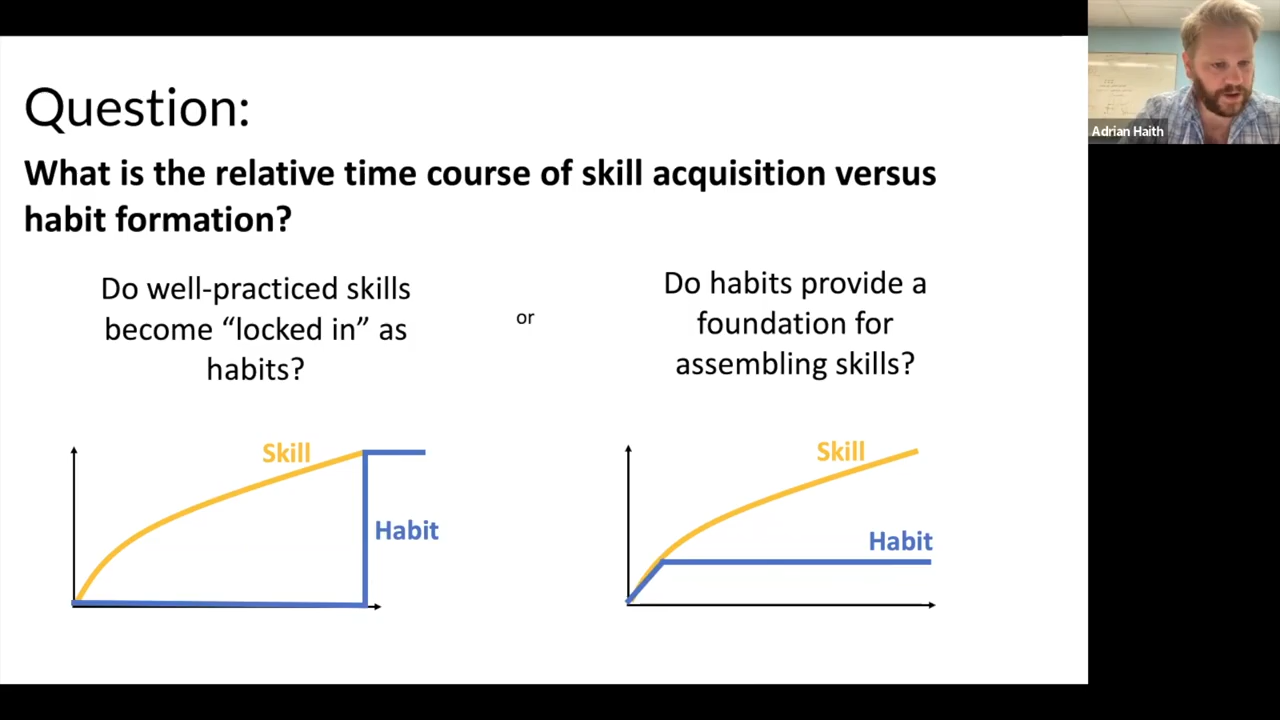 Question:
What is the relative time course of skill acquisition versus
habit formation?
Do well-practiced skills
become “locked in” as
habits?
or
Do habits provide a
foundation for
assembling skills?
Skill
Habit
Skill
Habit
Adrian Haith